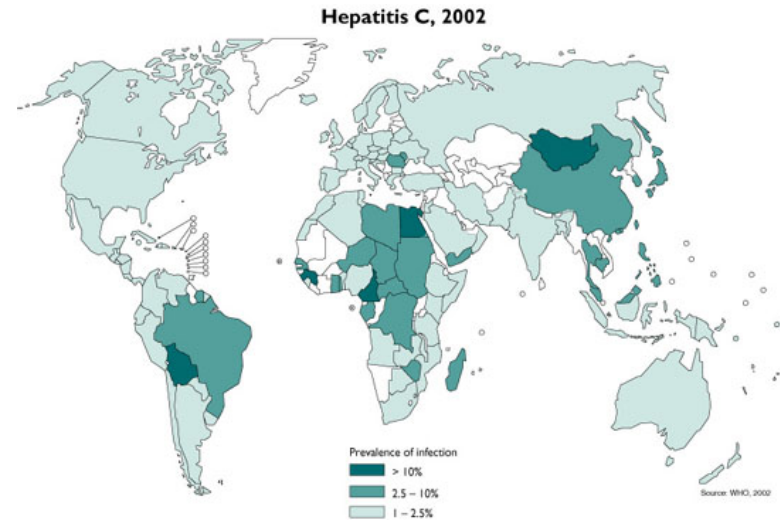 Hepatitis C, 2002
Prevalence of infection
> 10%
2.5 – 10%
1 – 2.5%
Source: WHO, 2002